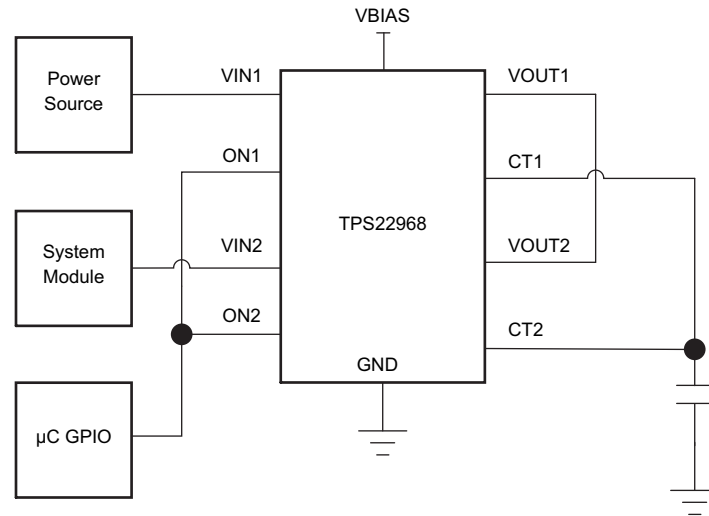 VBIAS
Power
Source
VIN1
VOUT1
ON1
CT1
TPS22968
System
Module
VIN2
VOUT2
ON2
CT2
GND
µC GPIO